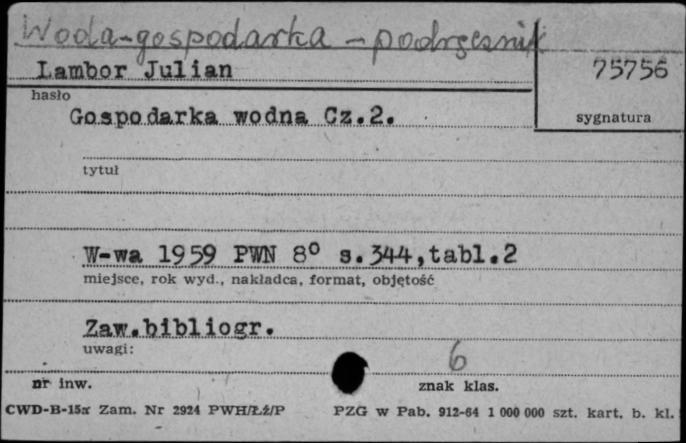 Woda-gospodarka - podręcznik
Lambor Julian
75756
hasło
sygnatura
Gospodarka wodna Cz.2.
tytuł
W-wa 1959 PWN 8° s.344,tabl.2
miejsce, rok wyd., nakładca, format, objętość
Zaw.bibliogr.
uwagi:
6
nr inw.
znak klas.
CWD-B-15a Zam. Nr 2924 PWH/Łź/P PZG w Pab. 912-64 1 000 000 szt. kart. b. kl.